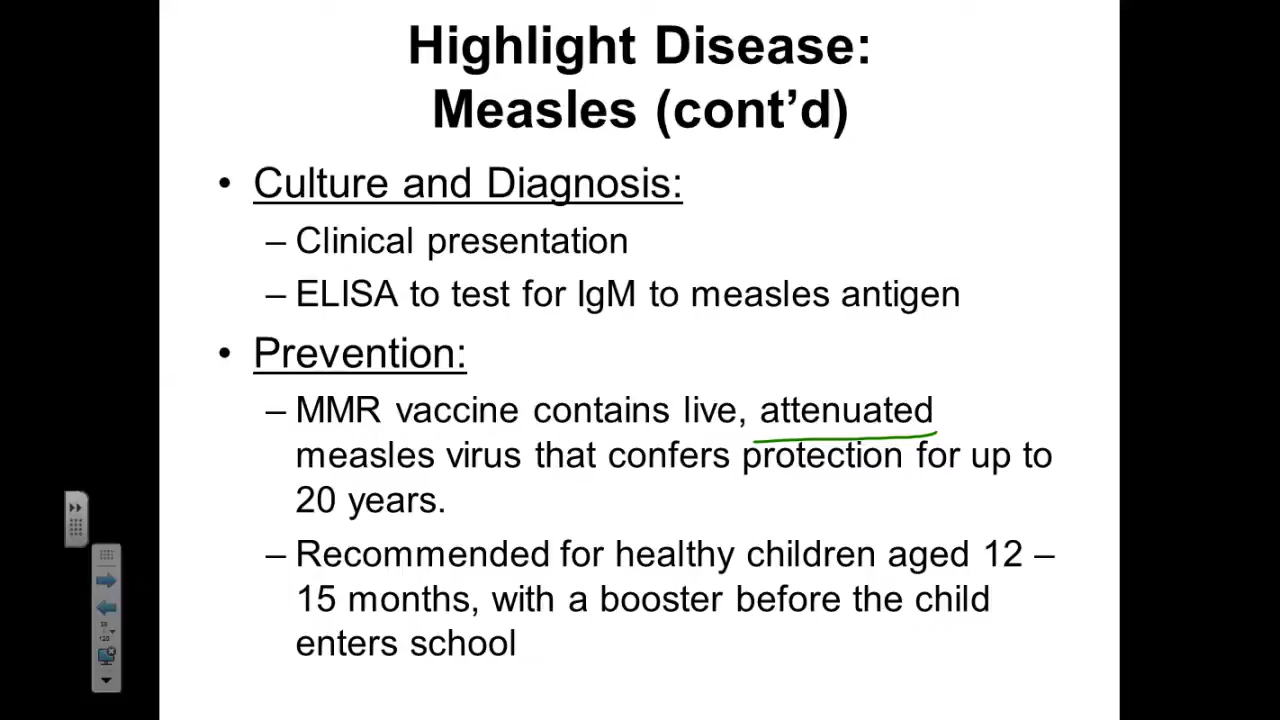 Highlight Disease:
Measles (cont’d)
• Culture and Diagnosis:
– Clinical presentation
– ELISA to test for IgM to measles antigen
• Prevention:
– MMR vaccine contains live, attenuated
measles virus that confers protection for up to
20 years.
– Recommended for healthy children aged 12 –
15 months, with a booster before the child
enters school